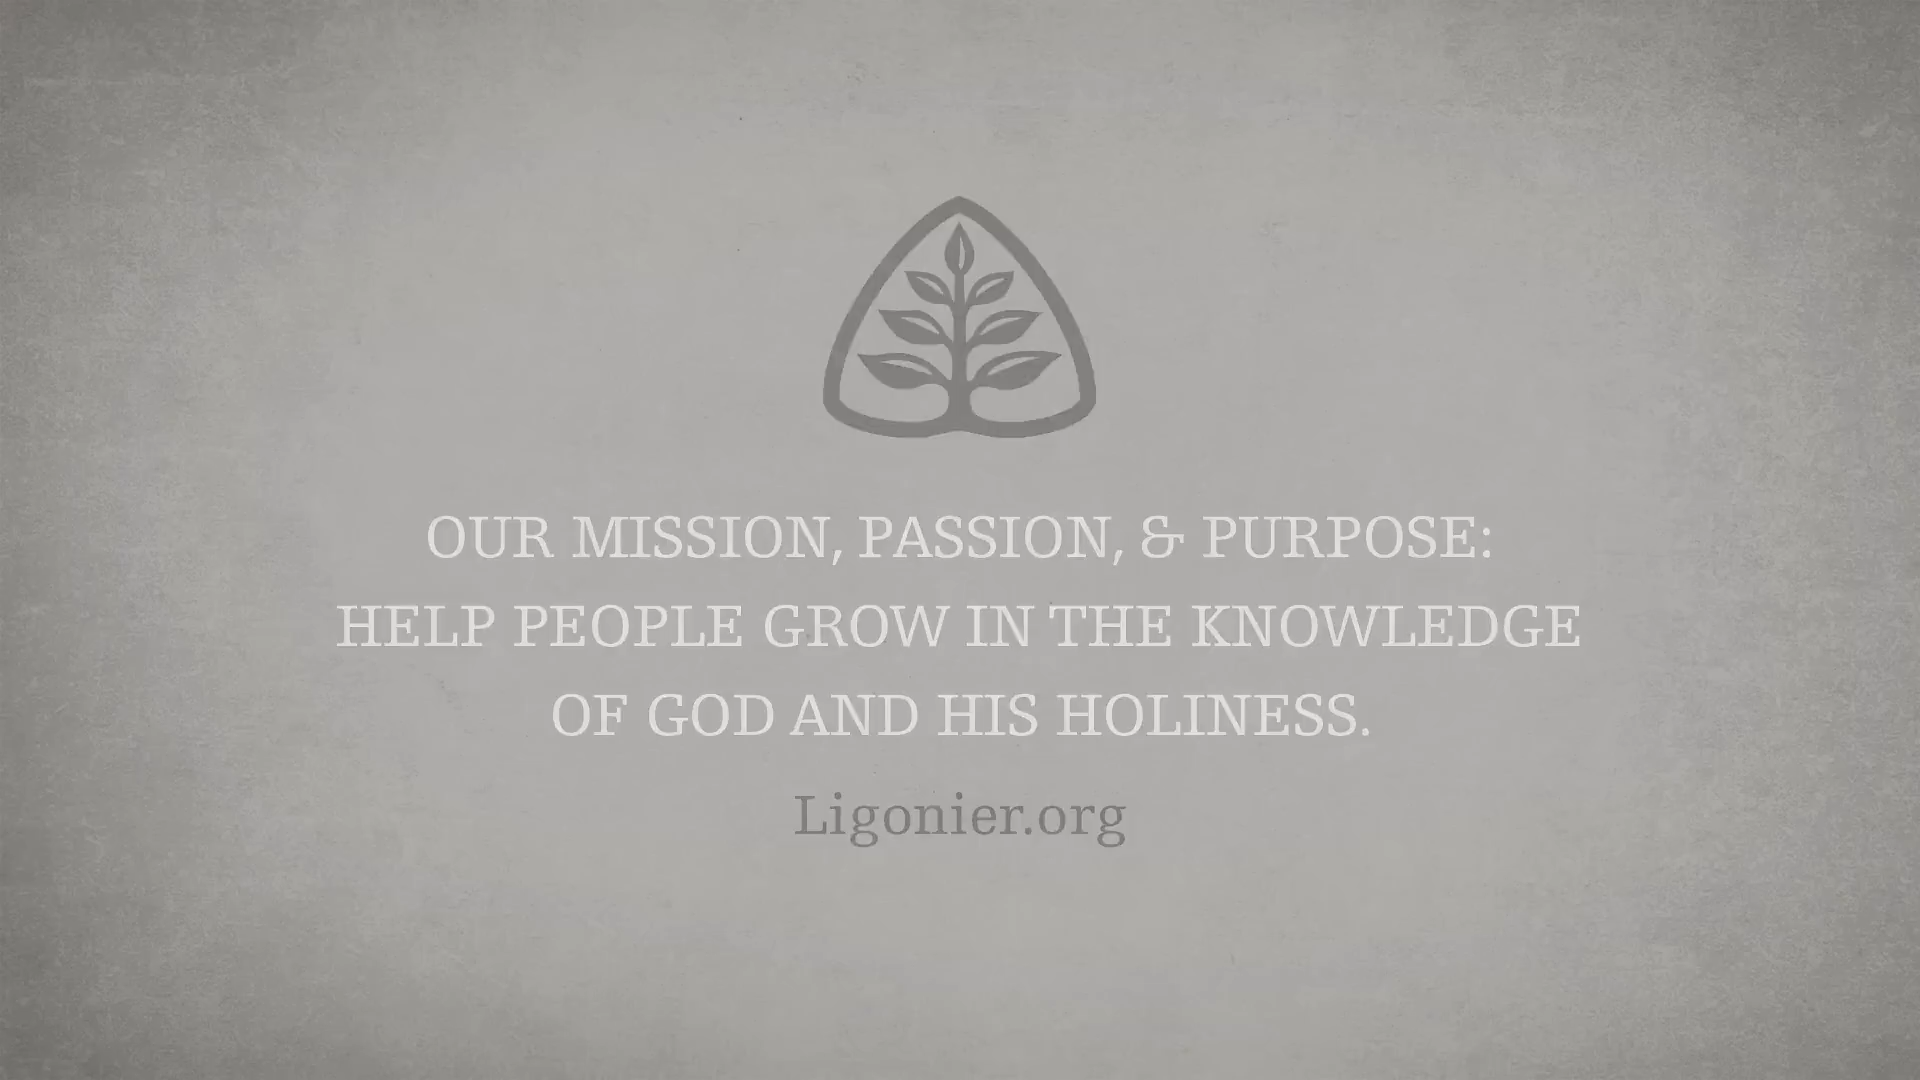 OUR MISSION, PASSION, & PURPOSE:
HELP PEOPLE GROW IN THE KNOWLEDGE
OF GOD AND HIS HOLINESS.
Ligonier.org